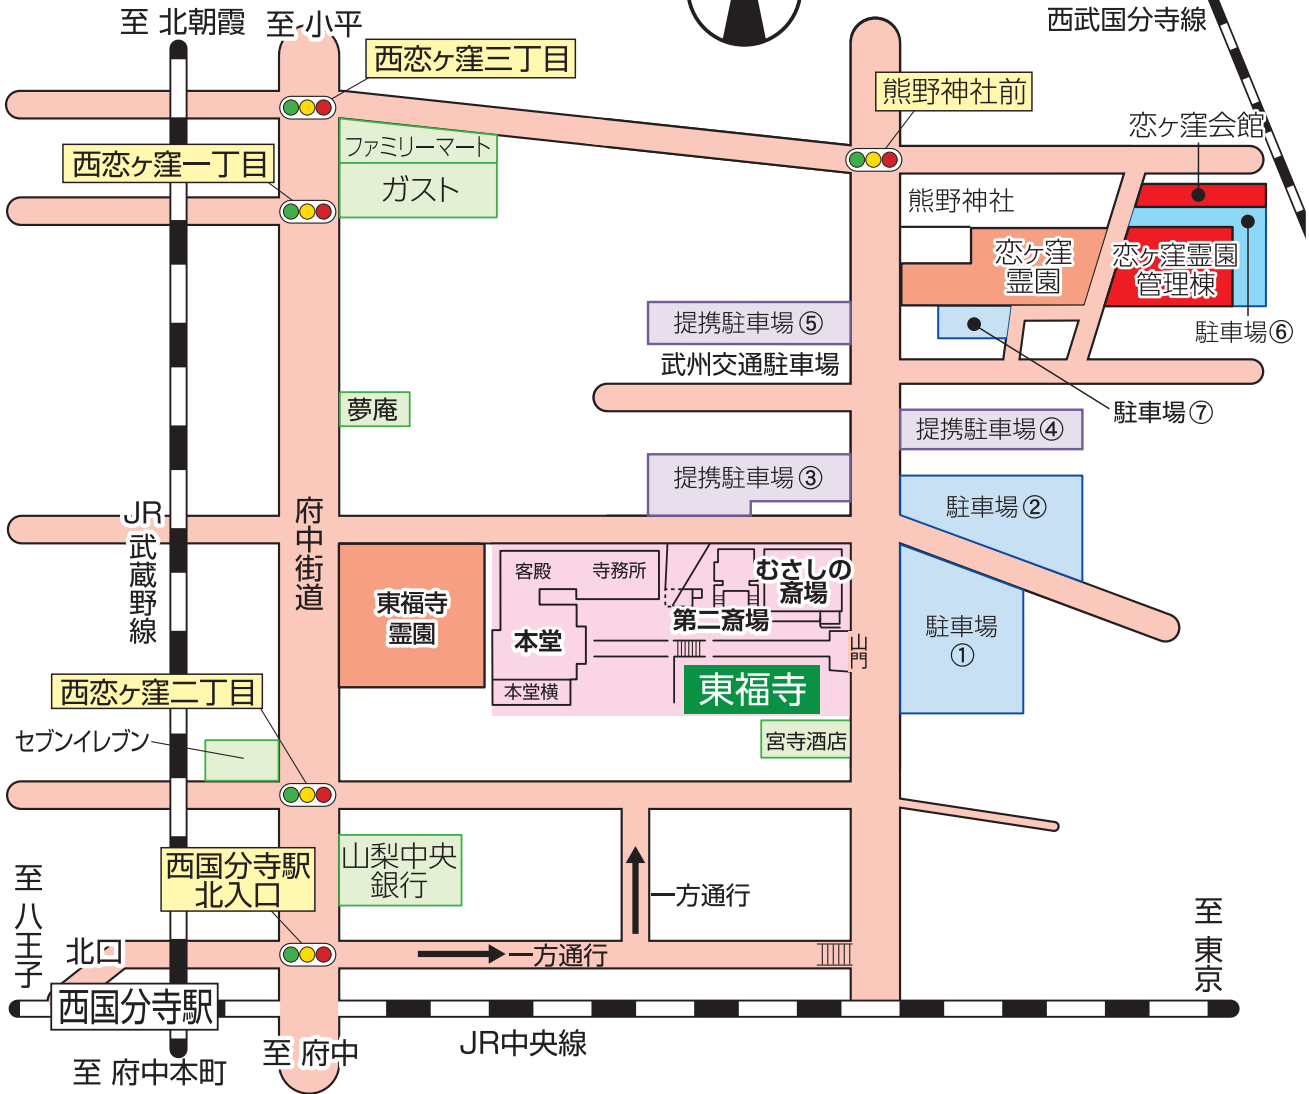 至 北朝霞
至 小平
西武国分寺線
西恋ヶ窪三丁目
熊野神社前
恋ヶ窪会館
ファミリーマート
西恋ヶ窪一丁目
ガスト
熊野神社
恋ヶ窪
霊園
恋ヶ窪霊園
管理棟
提携駐車場⑤
駐車場⑥
武州交通駐車場
夢庵
駐車場⑦
提携駐車場④
提携駐車場③
駐車場②
JR
武蔵野線
府中街道
客殿
寺務所
むさしの
斎場
東福寺
霊園
本堂
第二斎場
駐車場
①
山門
東福寺
本堂横
西恋ヶ窪二丁目
セブンイレブン
宮寺酒店
山梨中央
銀行
西国分寺駅
北入口
一方通行
至 八王子
至 東京
北口
一方通行
西国分寺駅
JR中央線
至 府中
至 府中本町